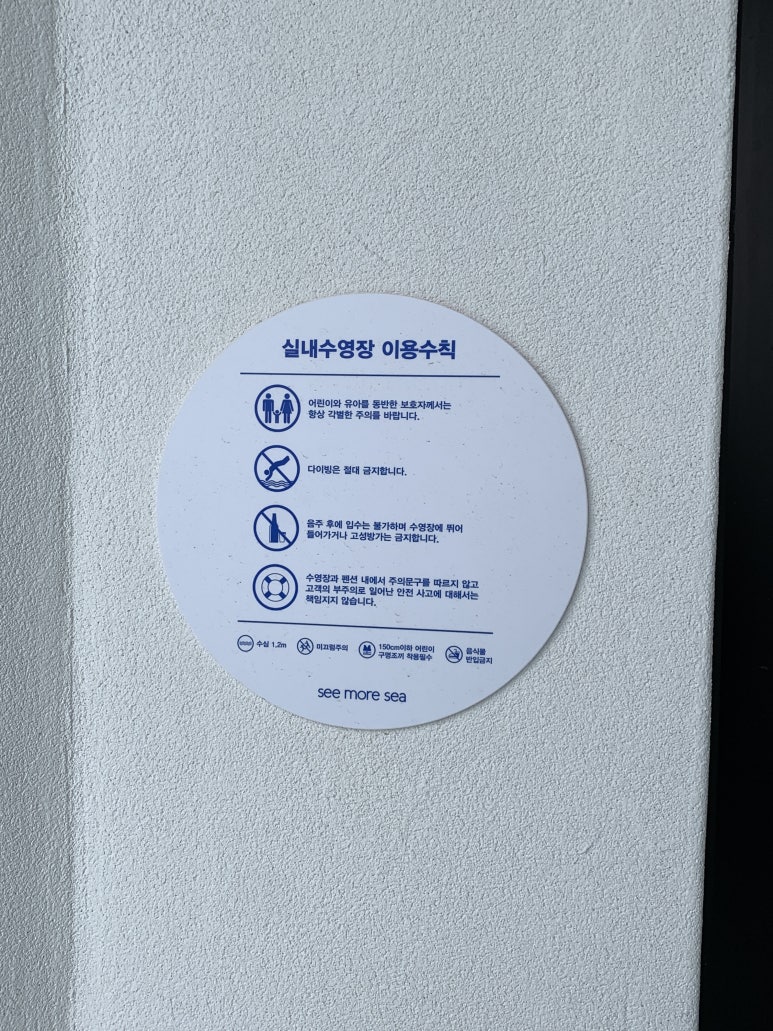 실내수영장 이용수칙
어린이와 유아를 동반한 보호자께서는
항상 각별한 주의를 바랍니다.
다이빙은 절대 금지합니다.
음주 후에 입수는 불가하며 수영장에 뛰어
들어가거나 고성방가는 금지합니다.
수영장과 펜션 내에서 주의문구를 따르지 않고
고객의 부주의로 일어난 안전 사고에 대해서는
책임지지 않습니다.
수심 1.2m
미끄럼주의
150cm이하 어린이
구명조끼 착용필수
음식물
반입금지
see more sea